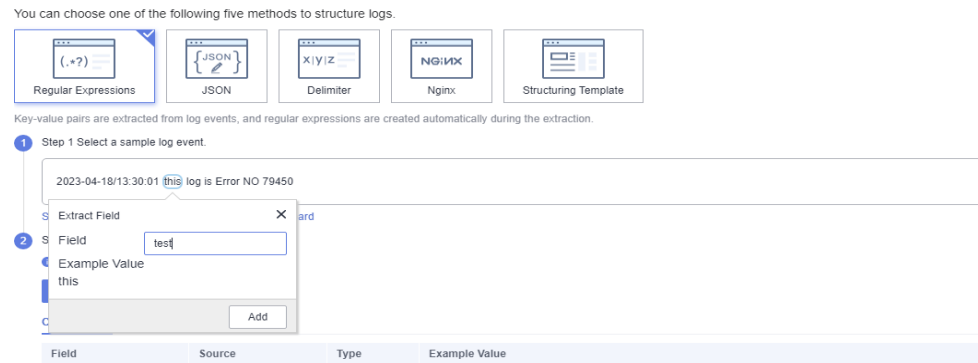 You can choose one of the following five methods to structure logs.
(.*?)
JSON
X|Y|Z
NGINX
Regular Expressions
JSON
Delimiter
Nginx
Structuring Template
Key-value pairs are extracted from log events, and regular expressions are created automatically during the extraction.
1
Step 1 Select a sample log event.
2023-04-18/13:30:01 this log is Error NO 79450
S
ard
Extract Field
2
S
Field
test
Example Value
this
Add
Field Source Type Example Value